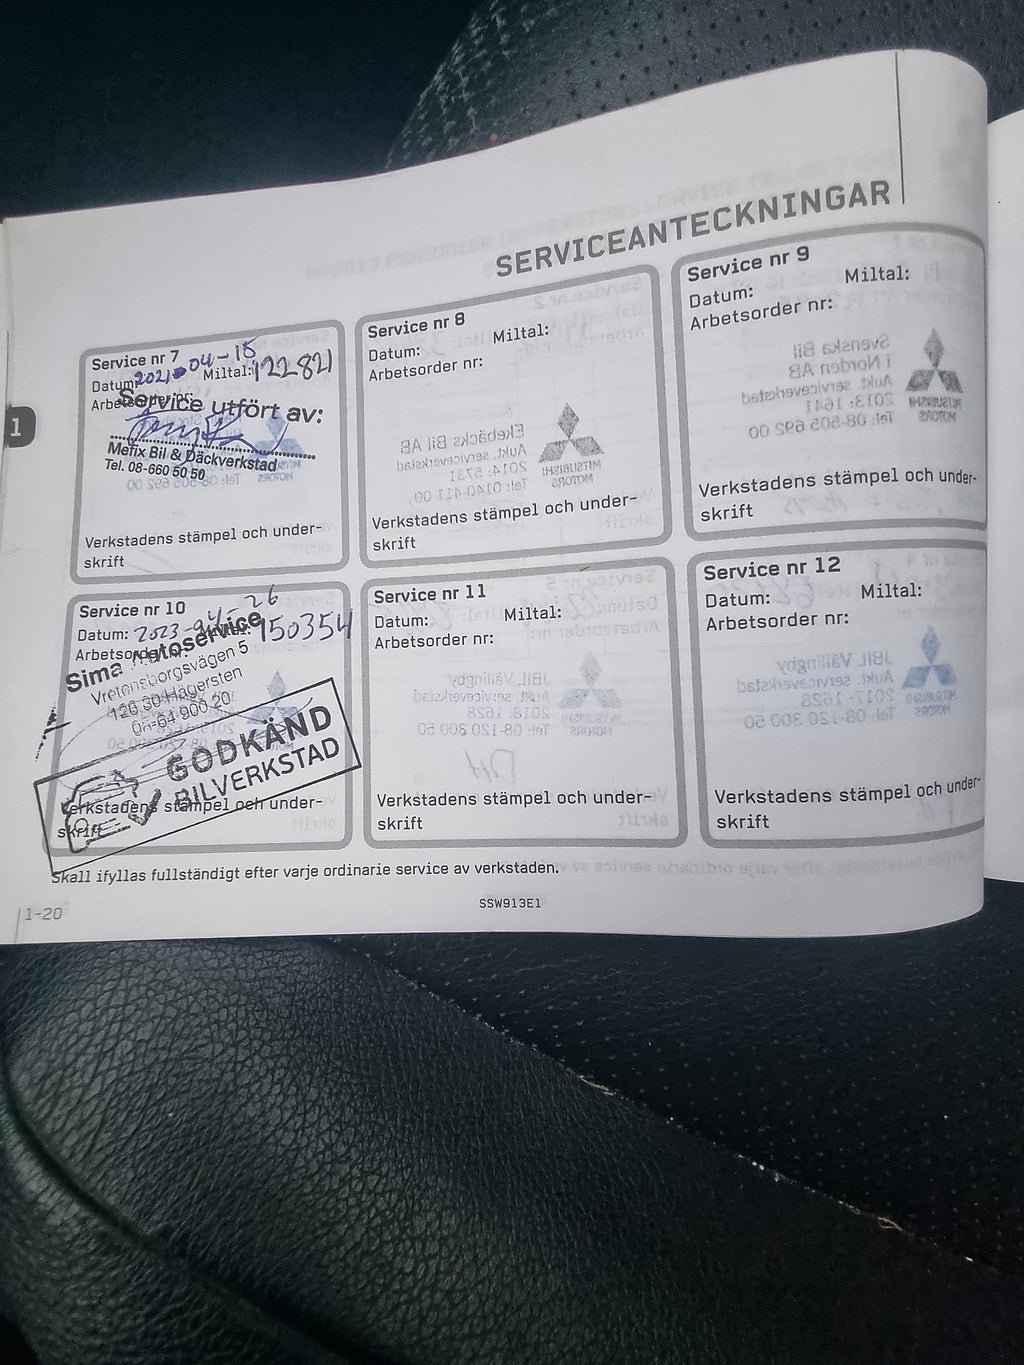 SERVICEANTECKNINGAR
Service nr 7
Datum: 2021-04-15 Miltal: 122821
Arbetsorder nr:
Service utfört av:
Mefix Bil & Däckverkstad
Tel. 08-660 50 50
Verkstadens stämpel och under-
skrift
Service nr 8
Datum: Miltal:
Arbetsorder nr:
Verkstadens stämpel och under-
skrift
Service nr 9
Datum: Miltal:
Arbetsorder nr:
Verkstadens stämpel och under-
skrift
Service nr 10
Datum: 2023-04-26 150354
Arbetsorder nr:
Sima Motoservice
Vretensborgsvägen 5
126 30 Hägersten
GODKÄND
BILVERKSTAD
Verkstadens stämpel och under-
skrift
Service nr 11
Datum: Miltal:
Arbetsorder nr:
Verkstadens stämpel och under-
skrift
Service nr 12
Datum: Miltal:
Arbetsorder nr:
Verkstadens stämpel och under-
skrift
Skall ifyllas fullständigt efter varje ordinarie service av verkstaden.
1-20
SSW913E1
1